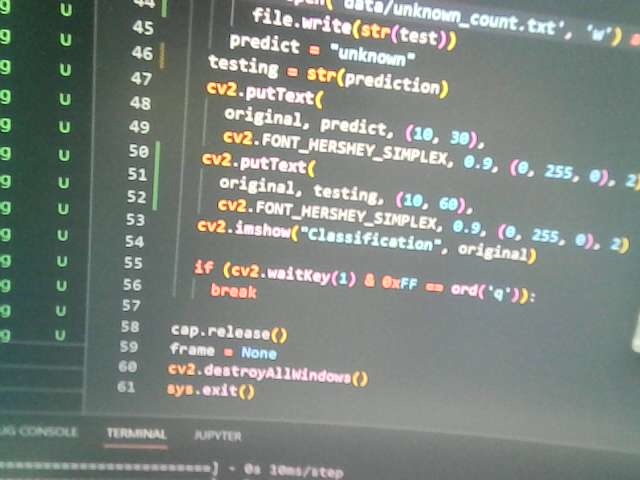 44 open('data/unknown_count.txt', 'w')
45 file.write(str(test))
46 predict = "unknown"
47 testing = str(prediction)
48 cv2.putText(
49 original, predict, (10, 30),
50 cv2.FONT_HERSHEY_SIMPLEX, 0.9, (0, 255, 0), 2)
51 cv2.putText(
52 original, testing, (10, 60),
53 cv2.FONT_HERSHEY_SIMPLEX, 0.9, (0, 255, 0), 2)
54 cv2.imshow("Classification", original)
55 if (cv2.waitKey(1) & 0xFF == ord('q')):
56 break
57
58 cap.release()
59 frame = None
60 cv2.destroyAllWindows()
61 sys.exit()
g U
g U
g U
g U
g U
g U
g U
g U
g U
g U
g U
g U
UG CONSOLE TERMINAL JUPYTER
=========================] - 0s 10ms/step